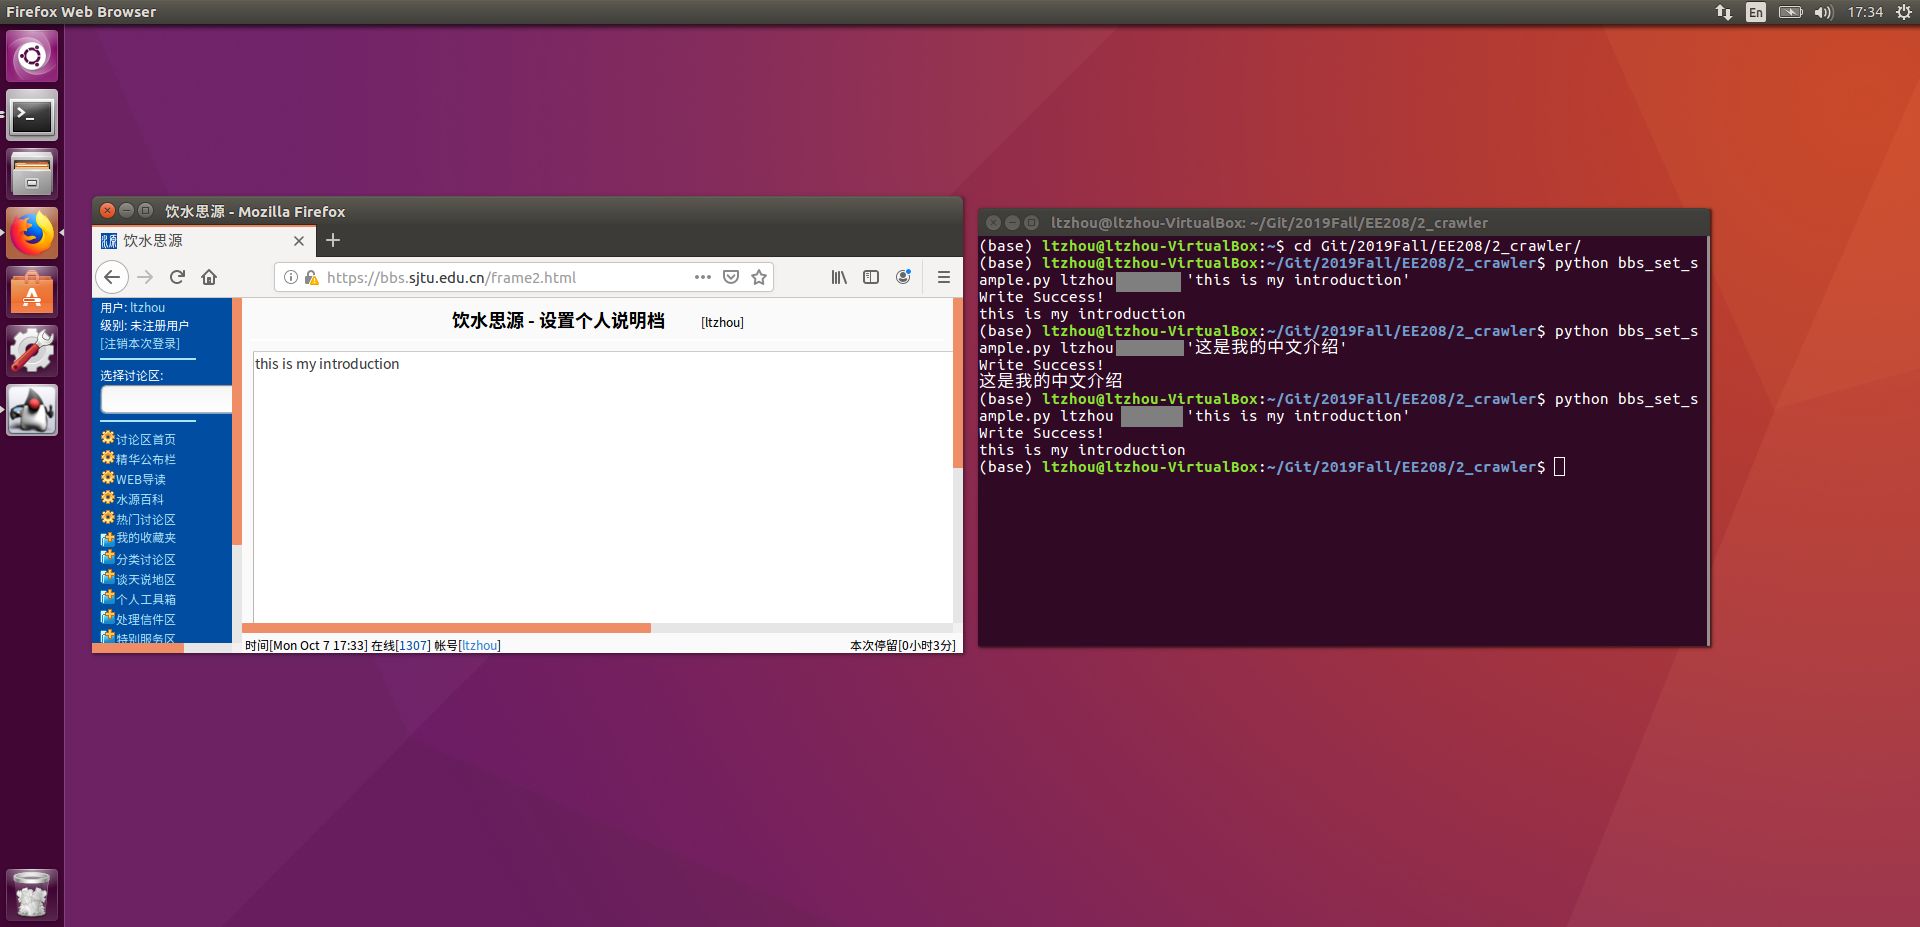 Firefox Web Browser
En
17:34
饮水思源 - Mozilla Firefox
饮水思源
https://bbs.sjtu.edu.cn/frame2.html
用户: ltzhou
级别: 未注册用户
[注销本次登录]
选择讨论区:
讨论区首页
精华公布栏
WEB导读
水源百科
热门讨论区
我的收藏夹
分类讨论区
谈天说地区
个人工具箱
处理信件区
特别服务区
饮水思源 - 设置个人说明档 [ltzhou]
this is my introduction
时间[Mon Oct 7 17:33] 在线[1307] 帐号[ltzhou] 本次停留[0小时3分]
ltzhou@ltzhou-VirtualBox: ~/Git/2019Fall/EE208/2_crawler
(base) ltzhou@ltzhou-VirtualBox:~$ cd Git/2019Fall/EE208/2_crawler/
(base) ltzhou@ltzhou-VirtualBox:~/Git/2019Fall/EE208/2_crawler$ python bbs_set_s
ample.py ltzhou 'this is my introduction'
Write Success!
this is my introduction
(base) ltzhou@ltzhou-VirtualBox:~/Git/2019Fall/EE208/2_crawler$ python bbs_set_s
ample.py ltzhou '这是我的中文介绍'
Write Success!
这是我的中文介绍
(base) ltzhou@ltzhou-VirtualBox:~/Git/2019Fall/EE208/2_crawler$ python bbs_set_s
ample.py ltzhou 'this is my introduction'
Write Success!
this is my introduction
(base) ltzhou@ltzhou-VirtualBox:~/Git/2019Fall/EE208/2_crawler$